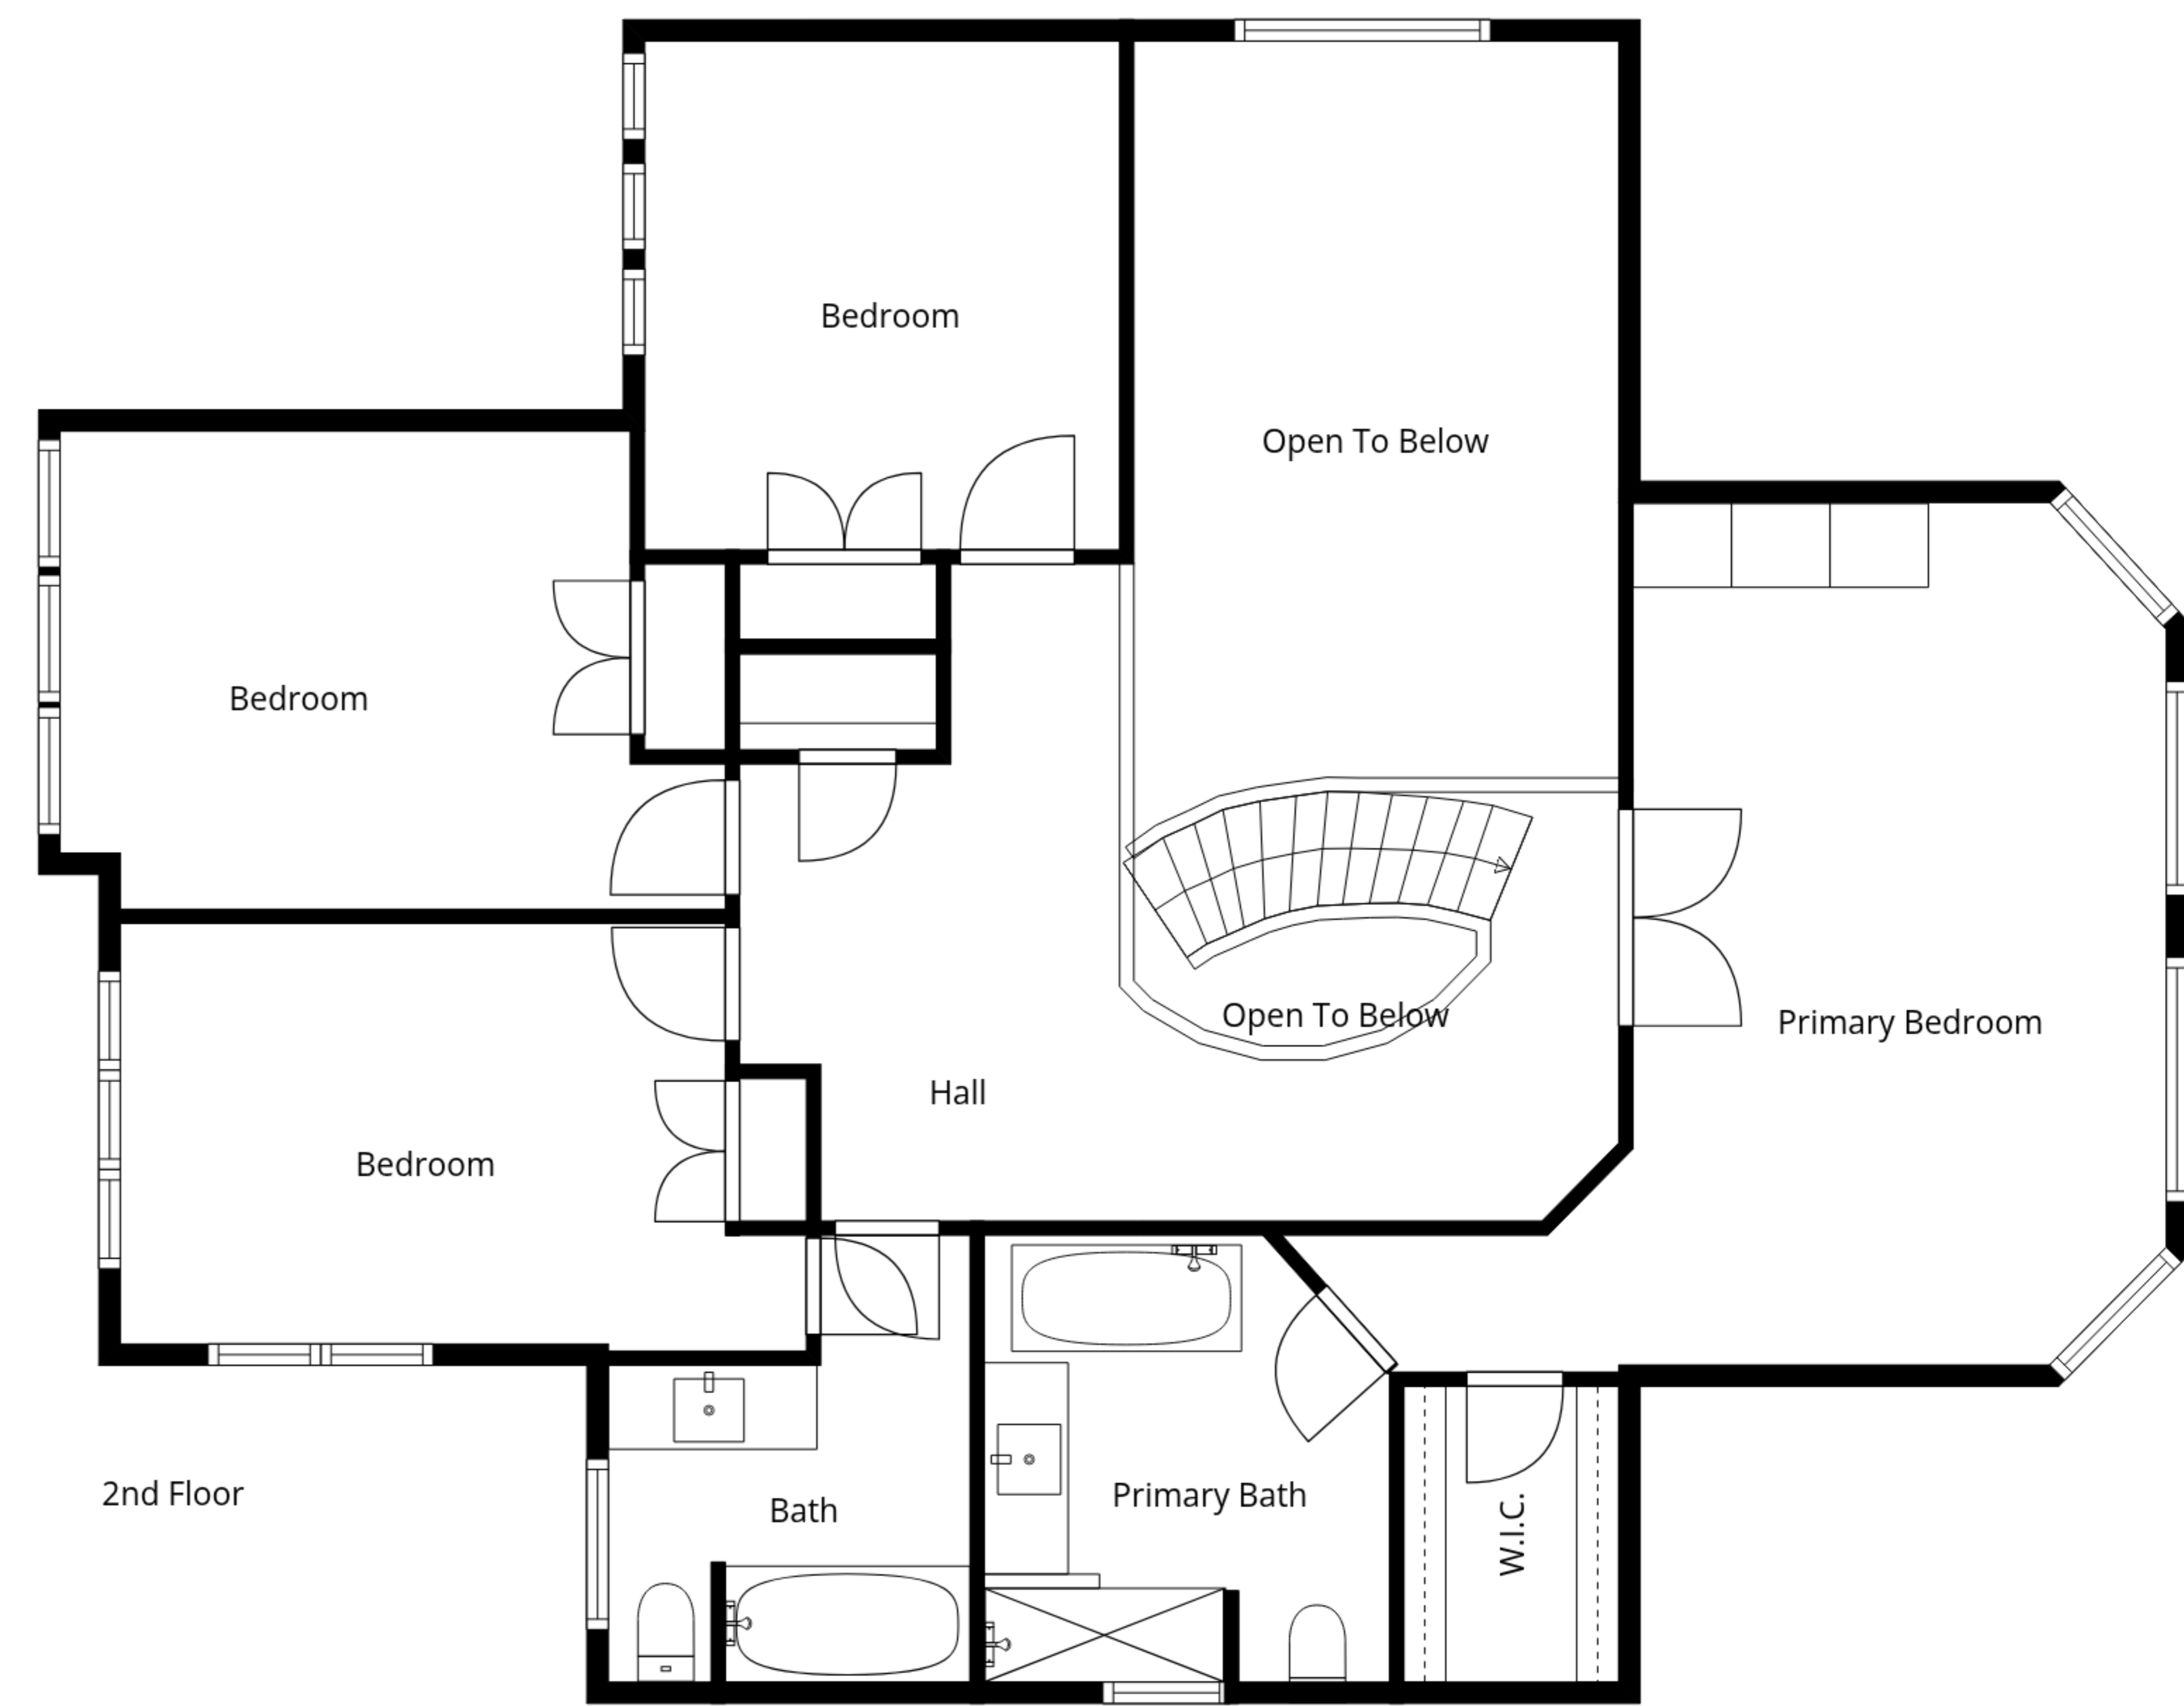 Bedroom
Open To Below
Bedroom
Open To Below
Primary Bedroom
Hall
Bedroom
2nd Floor
Bath
Primary Bath
W.I.C.